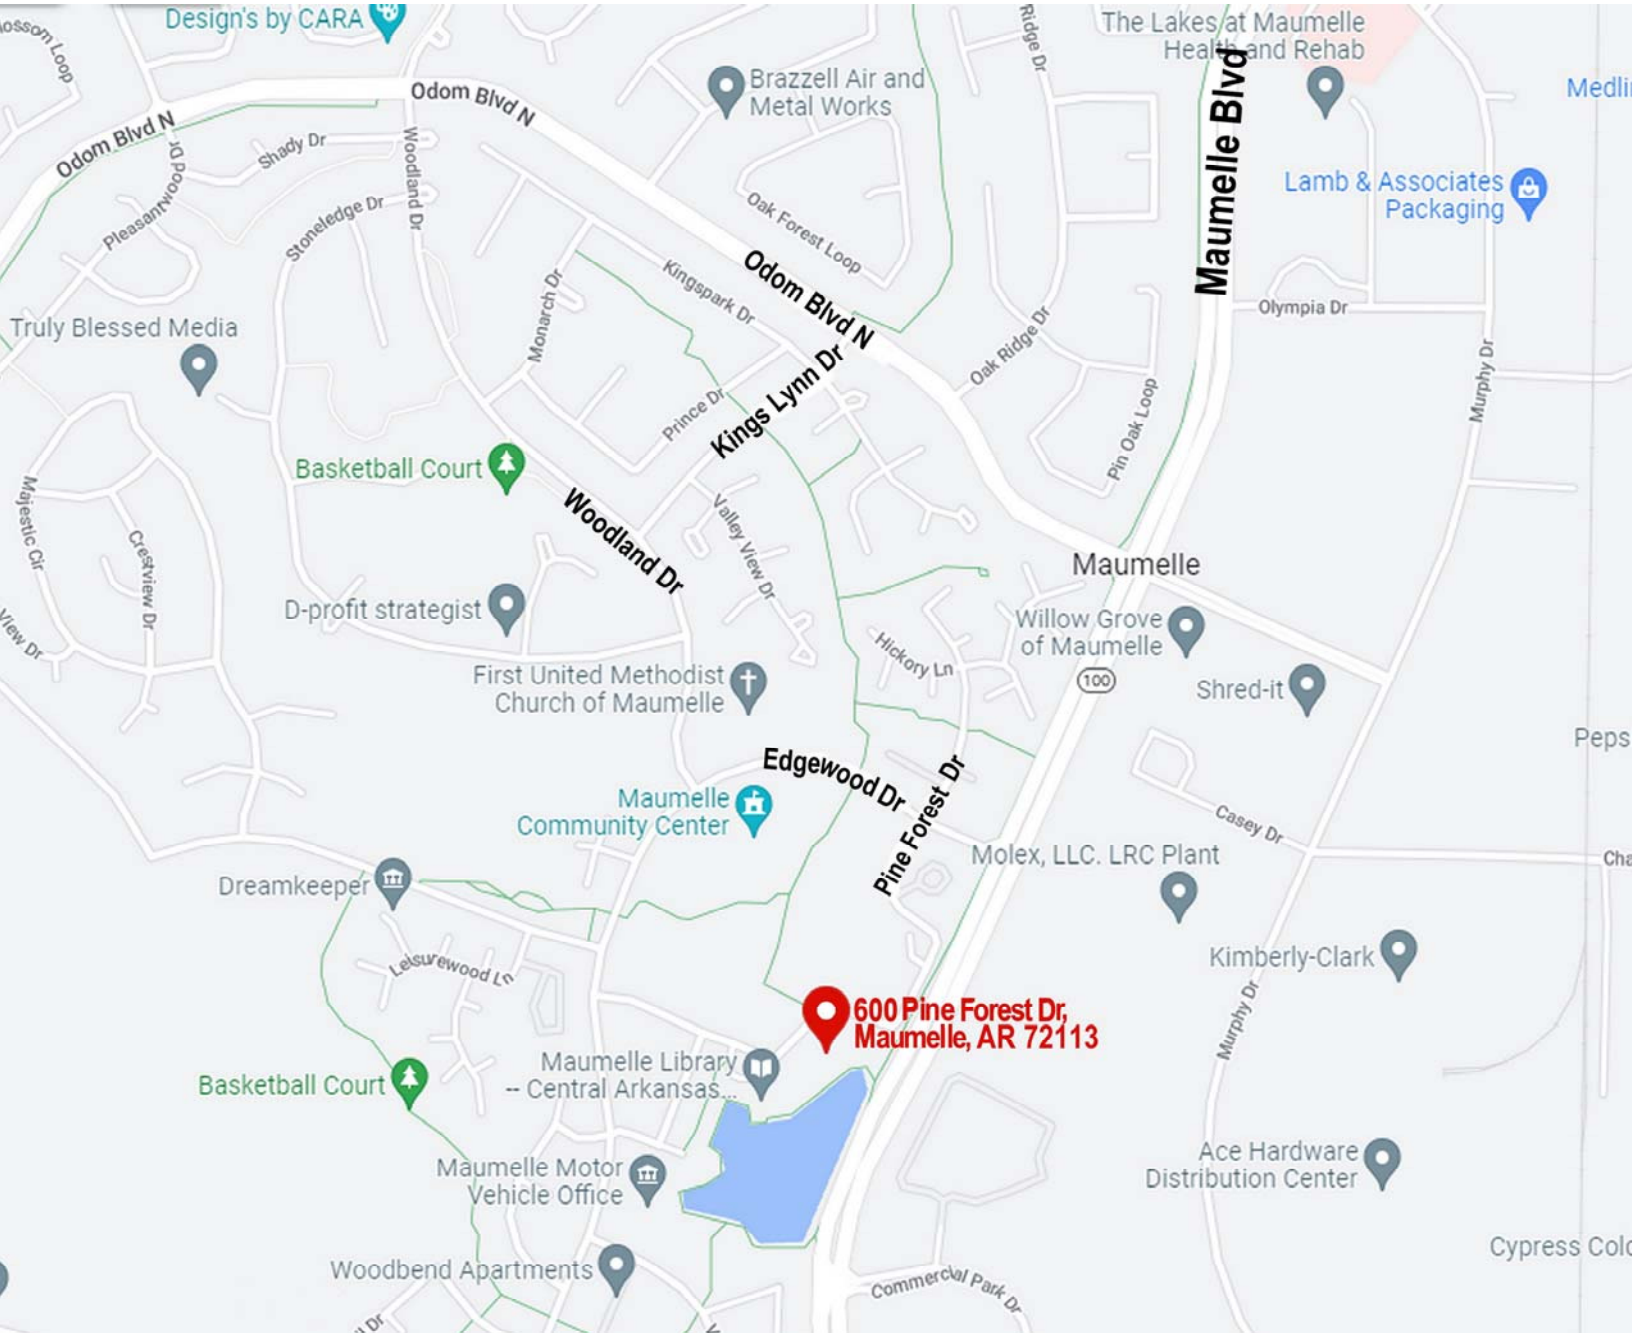 Design's by CARA
The Lakes at Maumelle
Health and Rehab
Ridge Dr
Maumelle Blvd
Brazzell Air and
Metal Works
Odom Blvd N
Odom Blvd N
Shady Dr
Woodland Dr
Pleasantwood Dr
Stoneledge Dr
Oak Forest Loop
Lamb & Associates
Packaging
Kingspark Dr
Odom Blvd N
Monarch Dr
Olympia Dr
Truly Blessed Media
Kings Lynn Dr
Oak Ridge Dr
Murphy Dr
Prince Dr
Pin Oak Loop
Basketball Court
Majestic Cir
Woodland Dr
Valley View Dr
Crestview Dr
Maumelle
D-profit strategist
View Dr
Willow Grove
of Maumelle
Hickory Ln
First United Methodist
Church of Maumelle
100
Shred-it
Peps
Edgewood Dr
Pine Forest Dr
Maumelle
Community Center
Casey Dr
Molex, LLC. LRC Plant
Cha
Dreamkeeper
Kimberly-Clark
Leisurewood Ln
600 Pine Forest Dr,
Maumelle, AR 72113
Murphy Dr
Maumelle Library
-- Central Arkansas...
Basketball Court
Ace Hardware
Distribution Center
Maumelle Motor
Vehicle Office
Woodbend Apartments
Commercial Park Dr